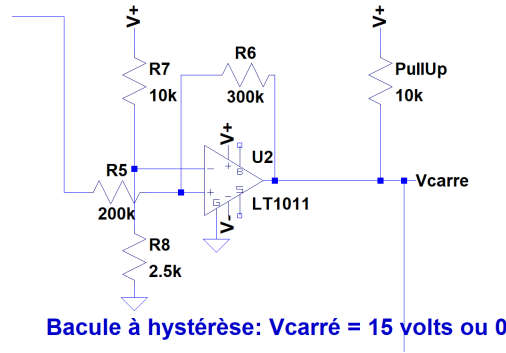 V+
V+
R6
R7
PullUp
300k
10k
10k
V+
U2
R5
B
Vcarre
S
LT1011
200k
G
V-
R8
2.5k
Bacule à hystérèse: Vcarré = 15 volts ou 0